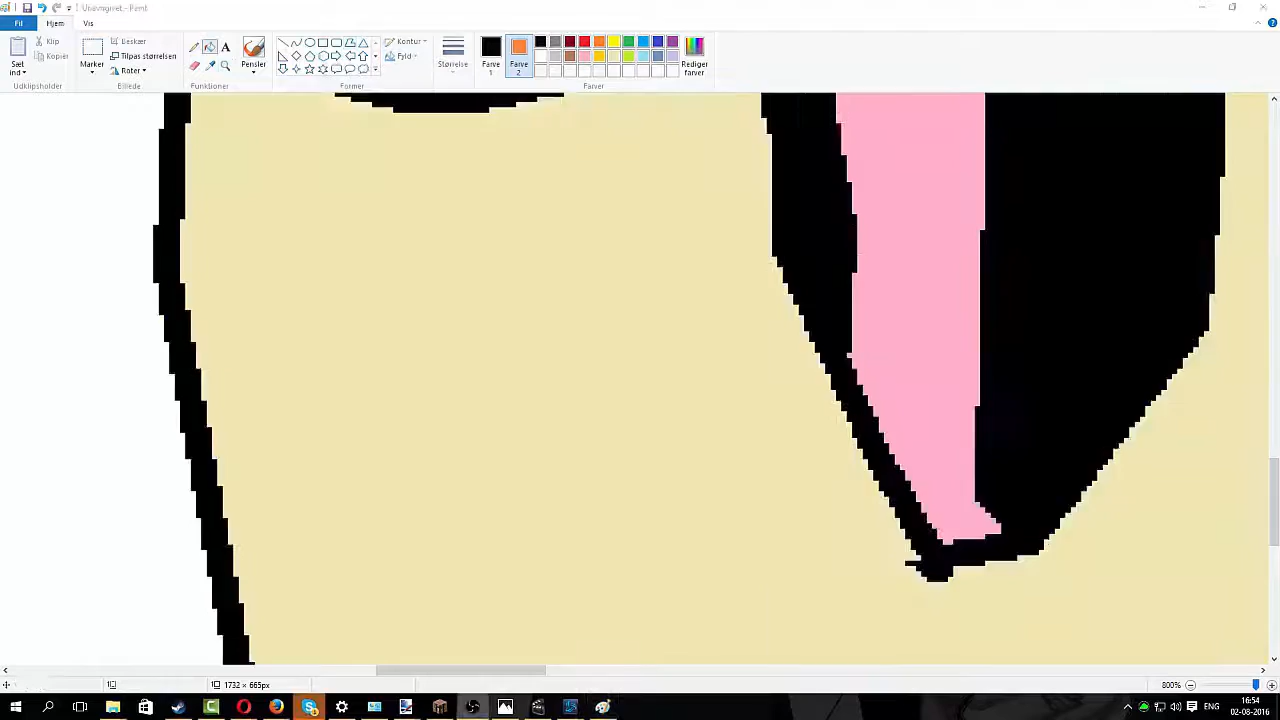 Unavngivet - Paint
Fil Hjem Vis
Sæt ind
Klip
Kopier
Udklipsholder
Marker
Beskær
Tilpas størrelsen
Roter
Billede
A
Funktioner
Pensler
Kontur
Fyld
Former
Størrelse
Farve 1
Farve 2
Rediger farver
Farver
1732 × 665px
800%
ENG
16:54
02-08-2016